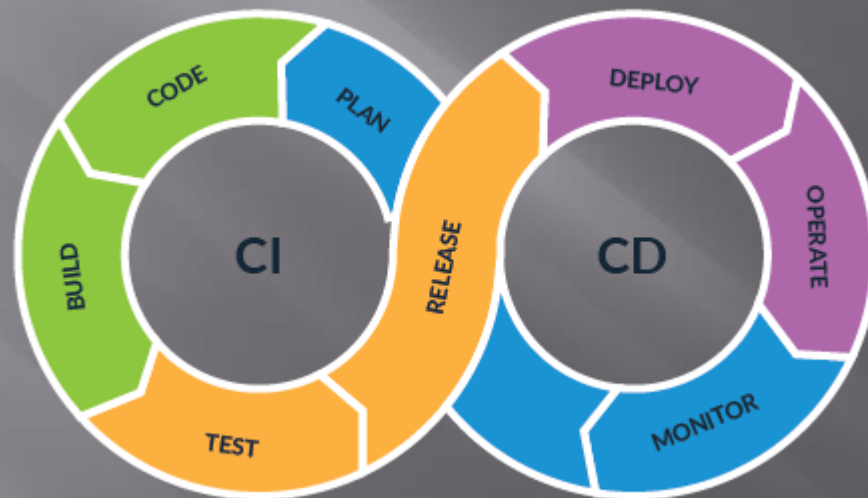 PLAN
CODE
BUILD
TEST
RELEASE
DEPLOY
OPERATE
MONITOR
CI
CD